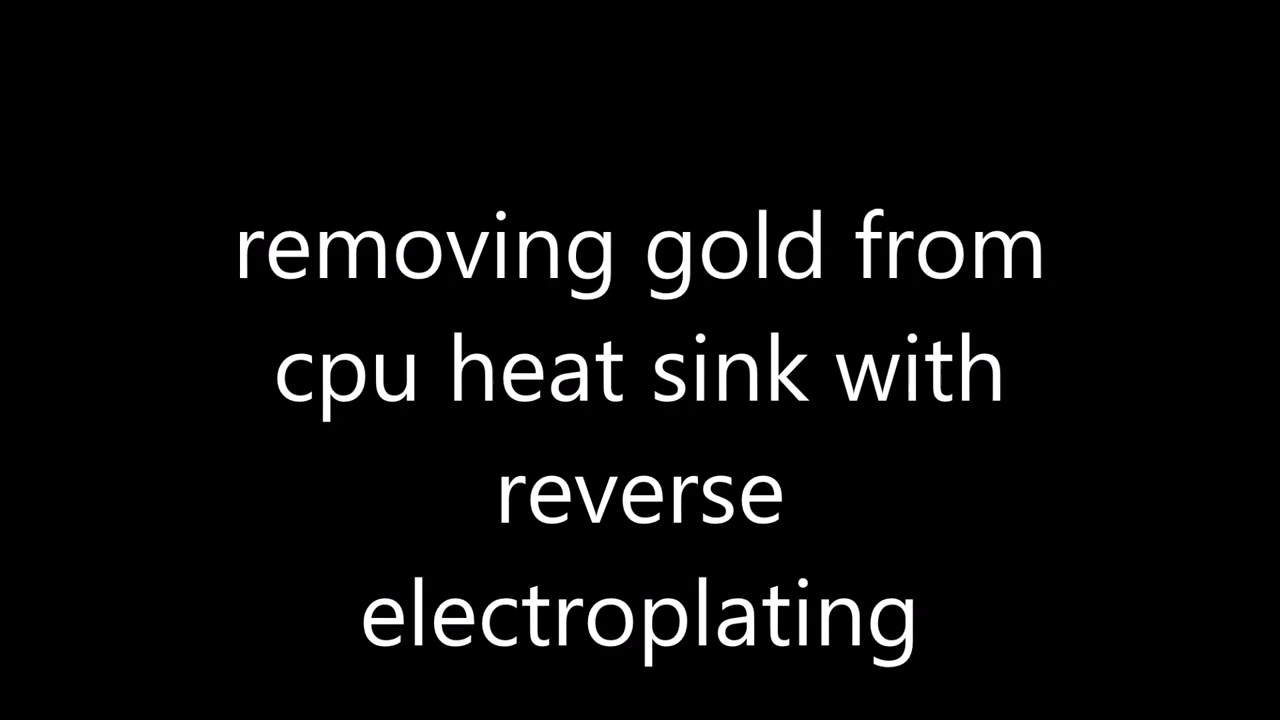 removing gold from
cpu heat sink with
reverse
electroplating